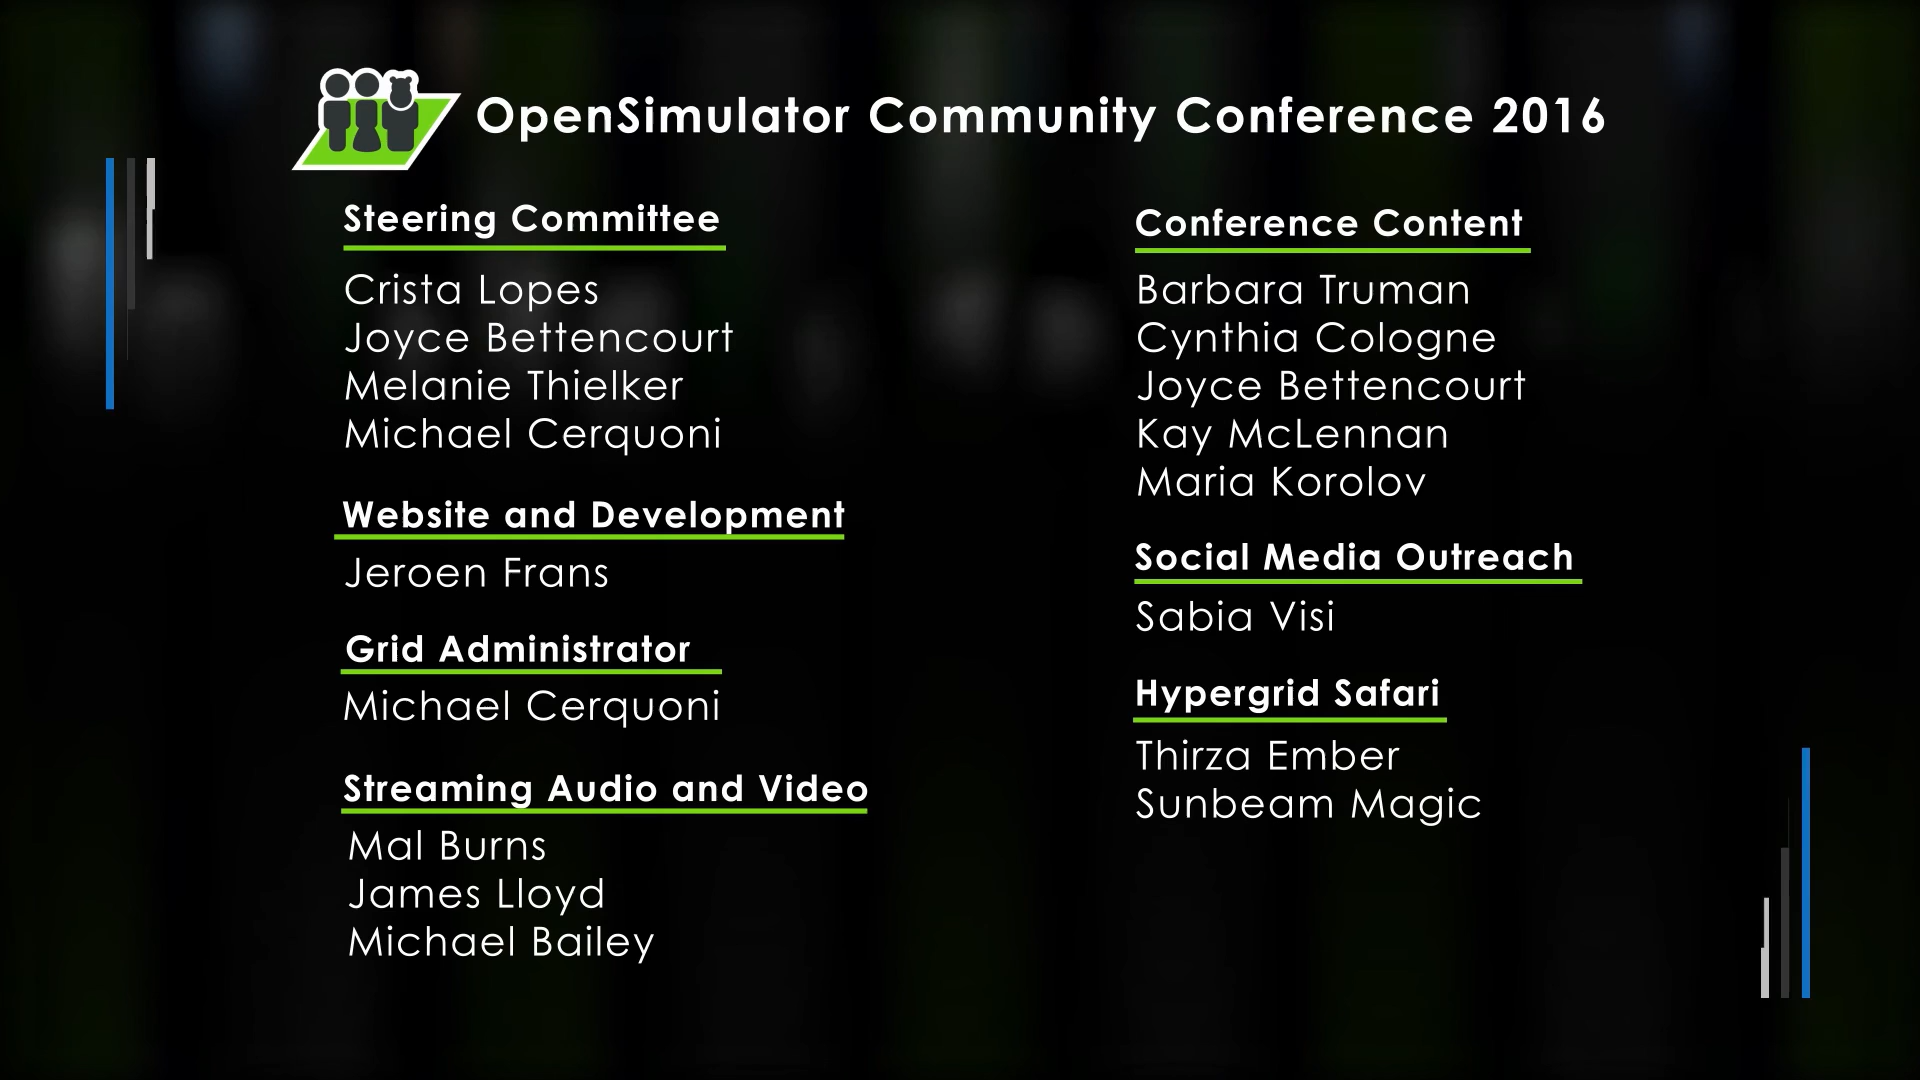 OpenSimulator Community Conference 2016
Steering Committee
Crista Lopes
Joyce Bettencourt
Melanie Thielker
Michael Cerquoni
Website and Development
Jeroen Frans
Grid Administrator
Michael Cerquoni
Streaming Audio and Video
Mal Burns
James Lloyd
Michael Bailey
Conference Content
Barbara Truman
Cynthia Cologne
Joyce Bettencourt
Kay McLennan
Maria Korolov
Social Media Outreach
Sabia Visi
Hypergrid Safari
Thirza Ember
Sunbeam Magic